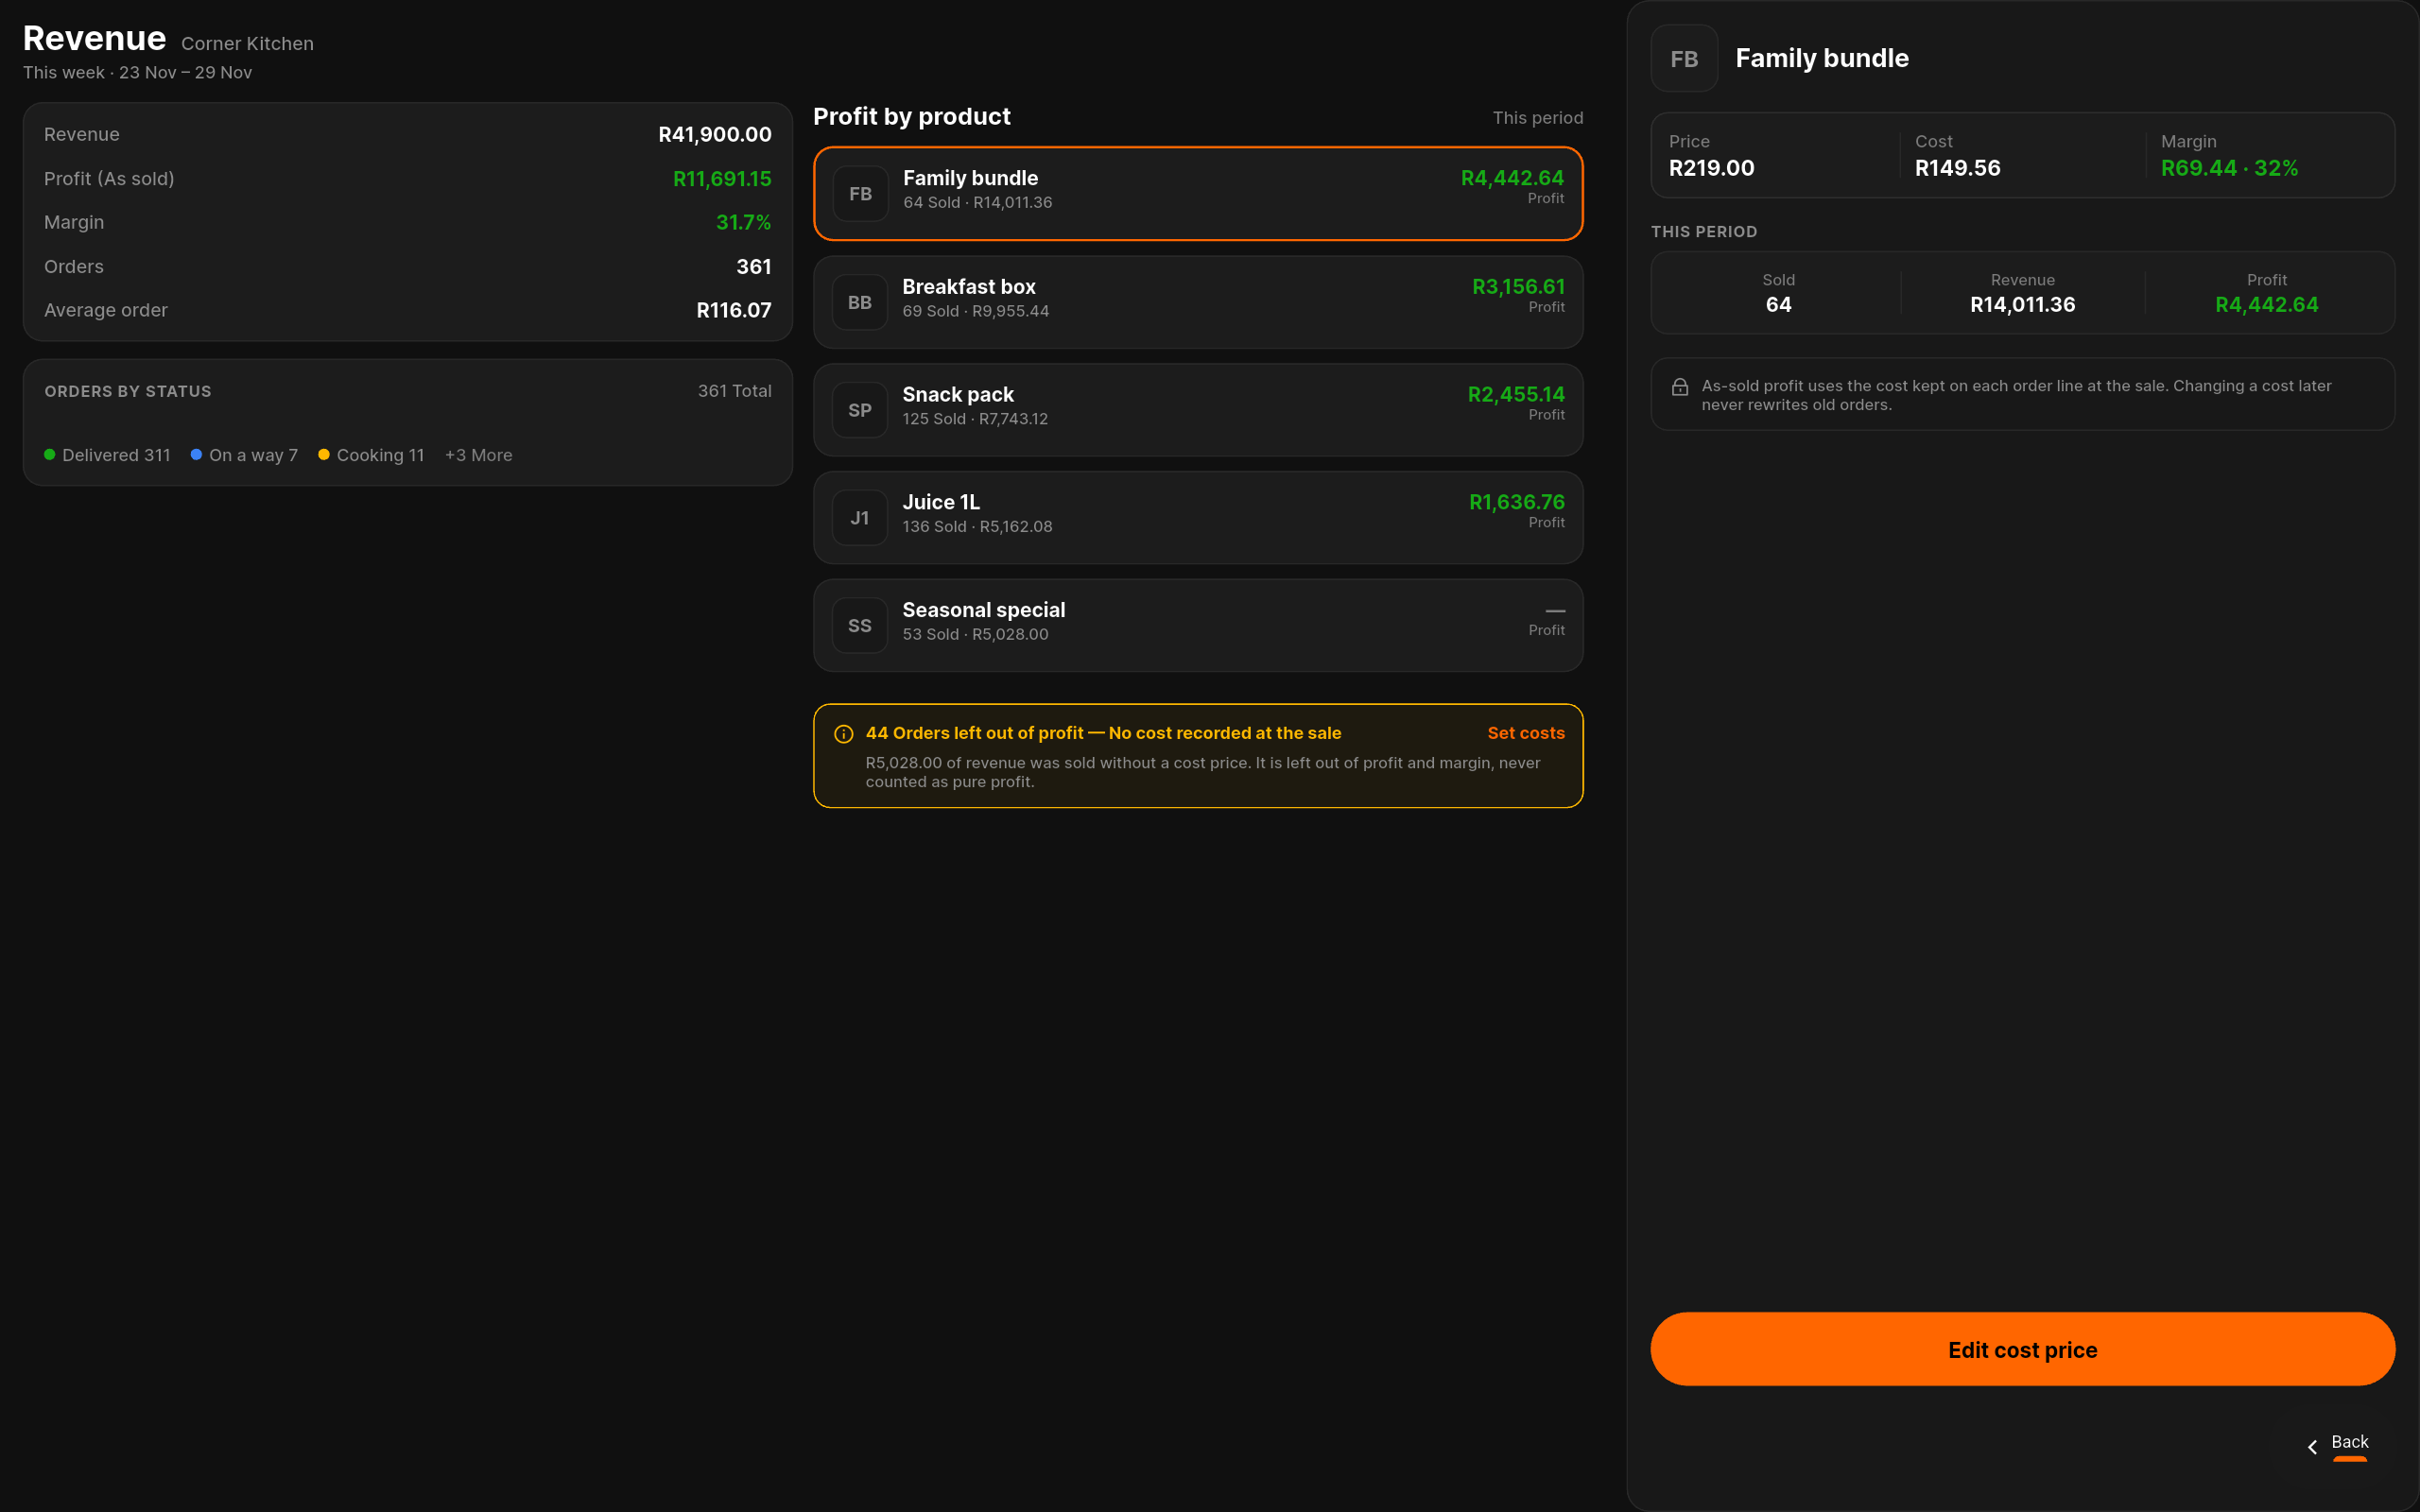 Revenue Corner Kitchen
This week · 23 Nov – 29 Nov
Revenue R41,900.00
Profit (As sold) R11,691.15
Margin 31.7%
Orders 361
Average order R116.07
ORDERS BY STATUS 361 Total
Delivered 311 On a way 7 Cooking 11 +3 More
Profit by product This period
FB Family bundle R4,442.64
64 Sold · R14,011.36 Profit
BB Breakfast box R3,156.61
69 Sold · R9,955.44 Profit
SP Snack pack R2,455.14
125 Sold · R7,743.12 Profit
J1 Juice 1L R1,636.76
136 Sold · R5,162.08 Profit
SS Seasonal special —
53 Sold · R5,028.00 Profit
44 Orders left out of profit — No cost recorded at the sale Set costs
R5,028.00 of revenue was sold without a cost price. It is left out of profit and margin, never
counted as pure profit.
FB Family bundle
Price Cost Margin
R219.00 R149.56 R69.44 · 32%
THIS PERIOD
Sold Revenue Profit
64 R14,011.36 R4,442.64
As-sold profit uses the cost kept on each order line at the sale. Changing a cost later
never rewrites old orders.
Edit cost price
Back